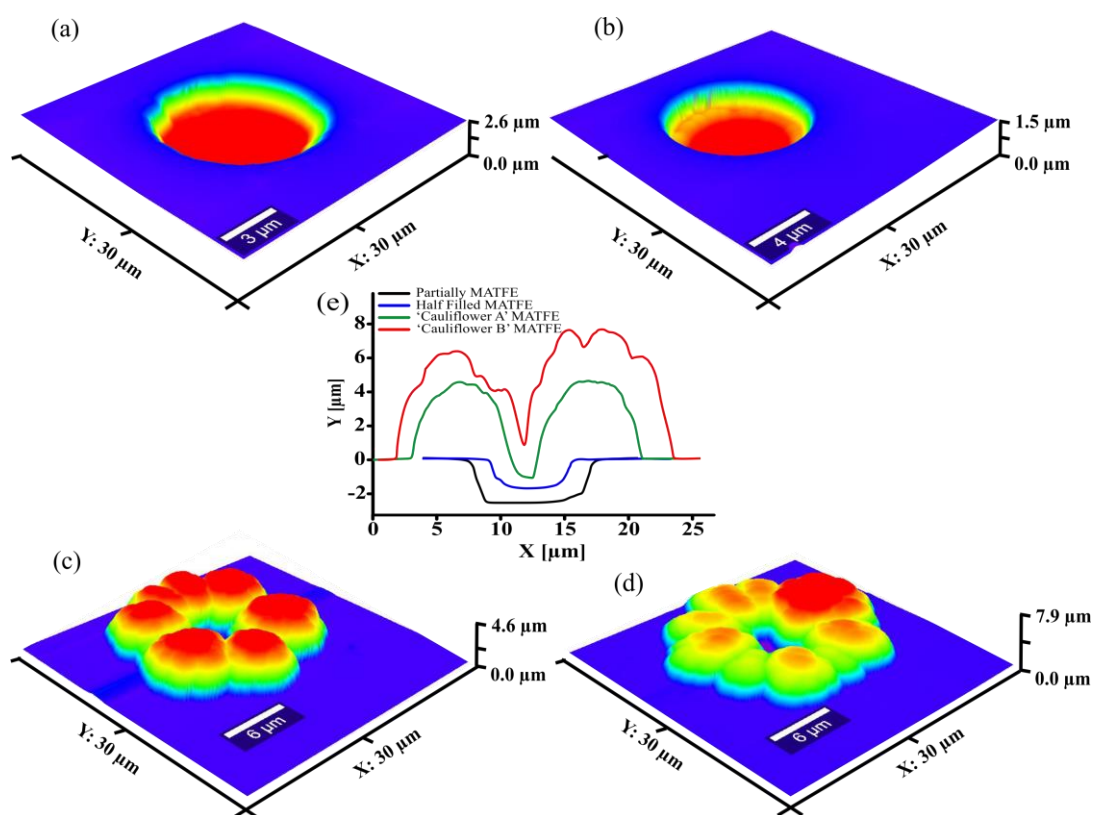 (a)
2.6 μm
0.0 μm
Y: 30 μm
X: 30 μm
3 μm
(b)
1.5 μm
0.0 μm
Y: 30 μm
X: 30 μm
4 μm
(e)
Partially MATFE
Half Filled MATFE
‘Cauliflower A’ MATFE
‘Cauliflower B’ MATFE
Y [μm]
8
6
4
2
0
-2
0 5 10 15 20 25
X [μm]
(c)
4.6 μm
0.0 μm
Y: 30 μm
X: 30 μm
6 μm
(d)
7.9 μm
0.0 μm
Y: 30 μm
X: 30 μm
6 μm